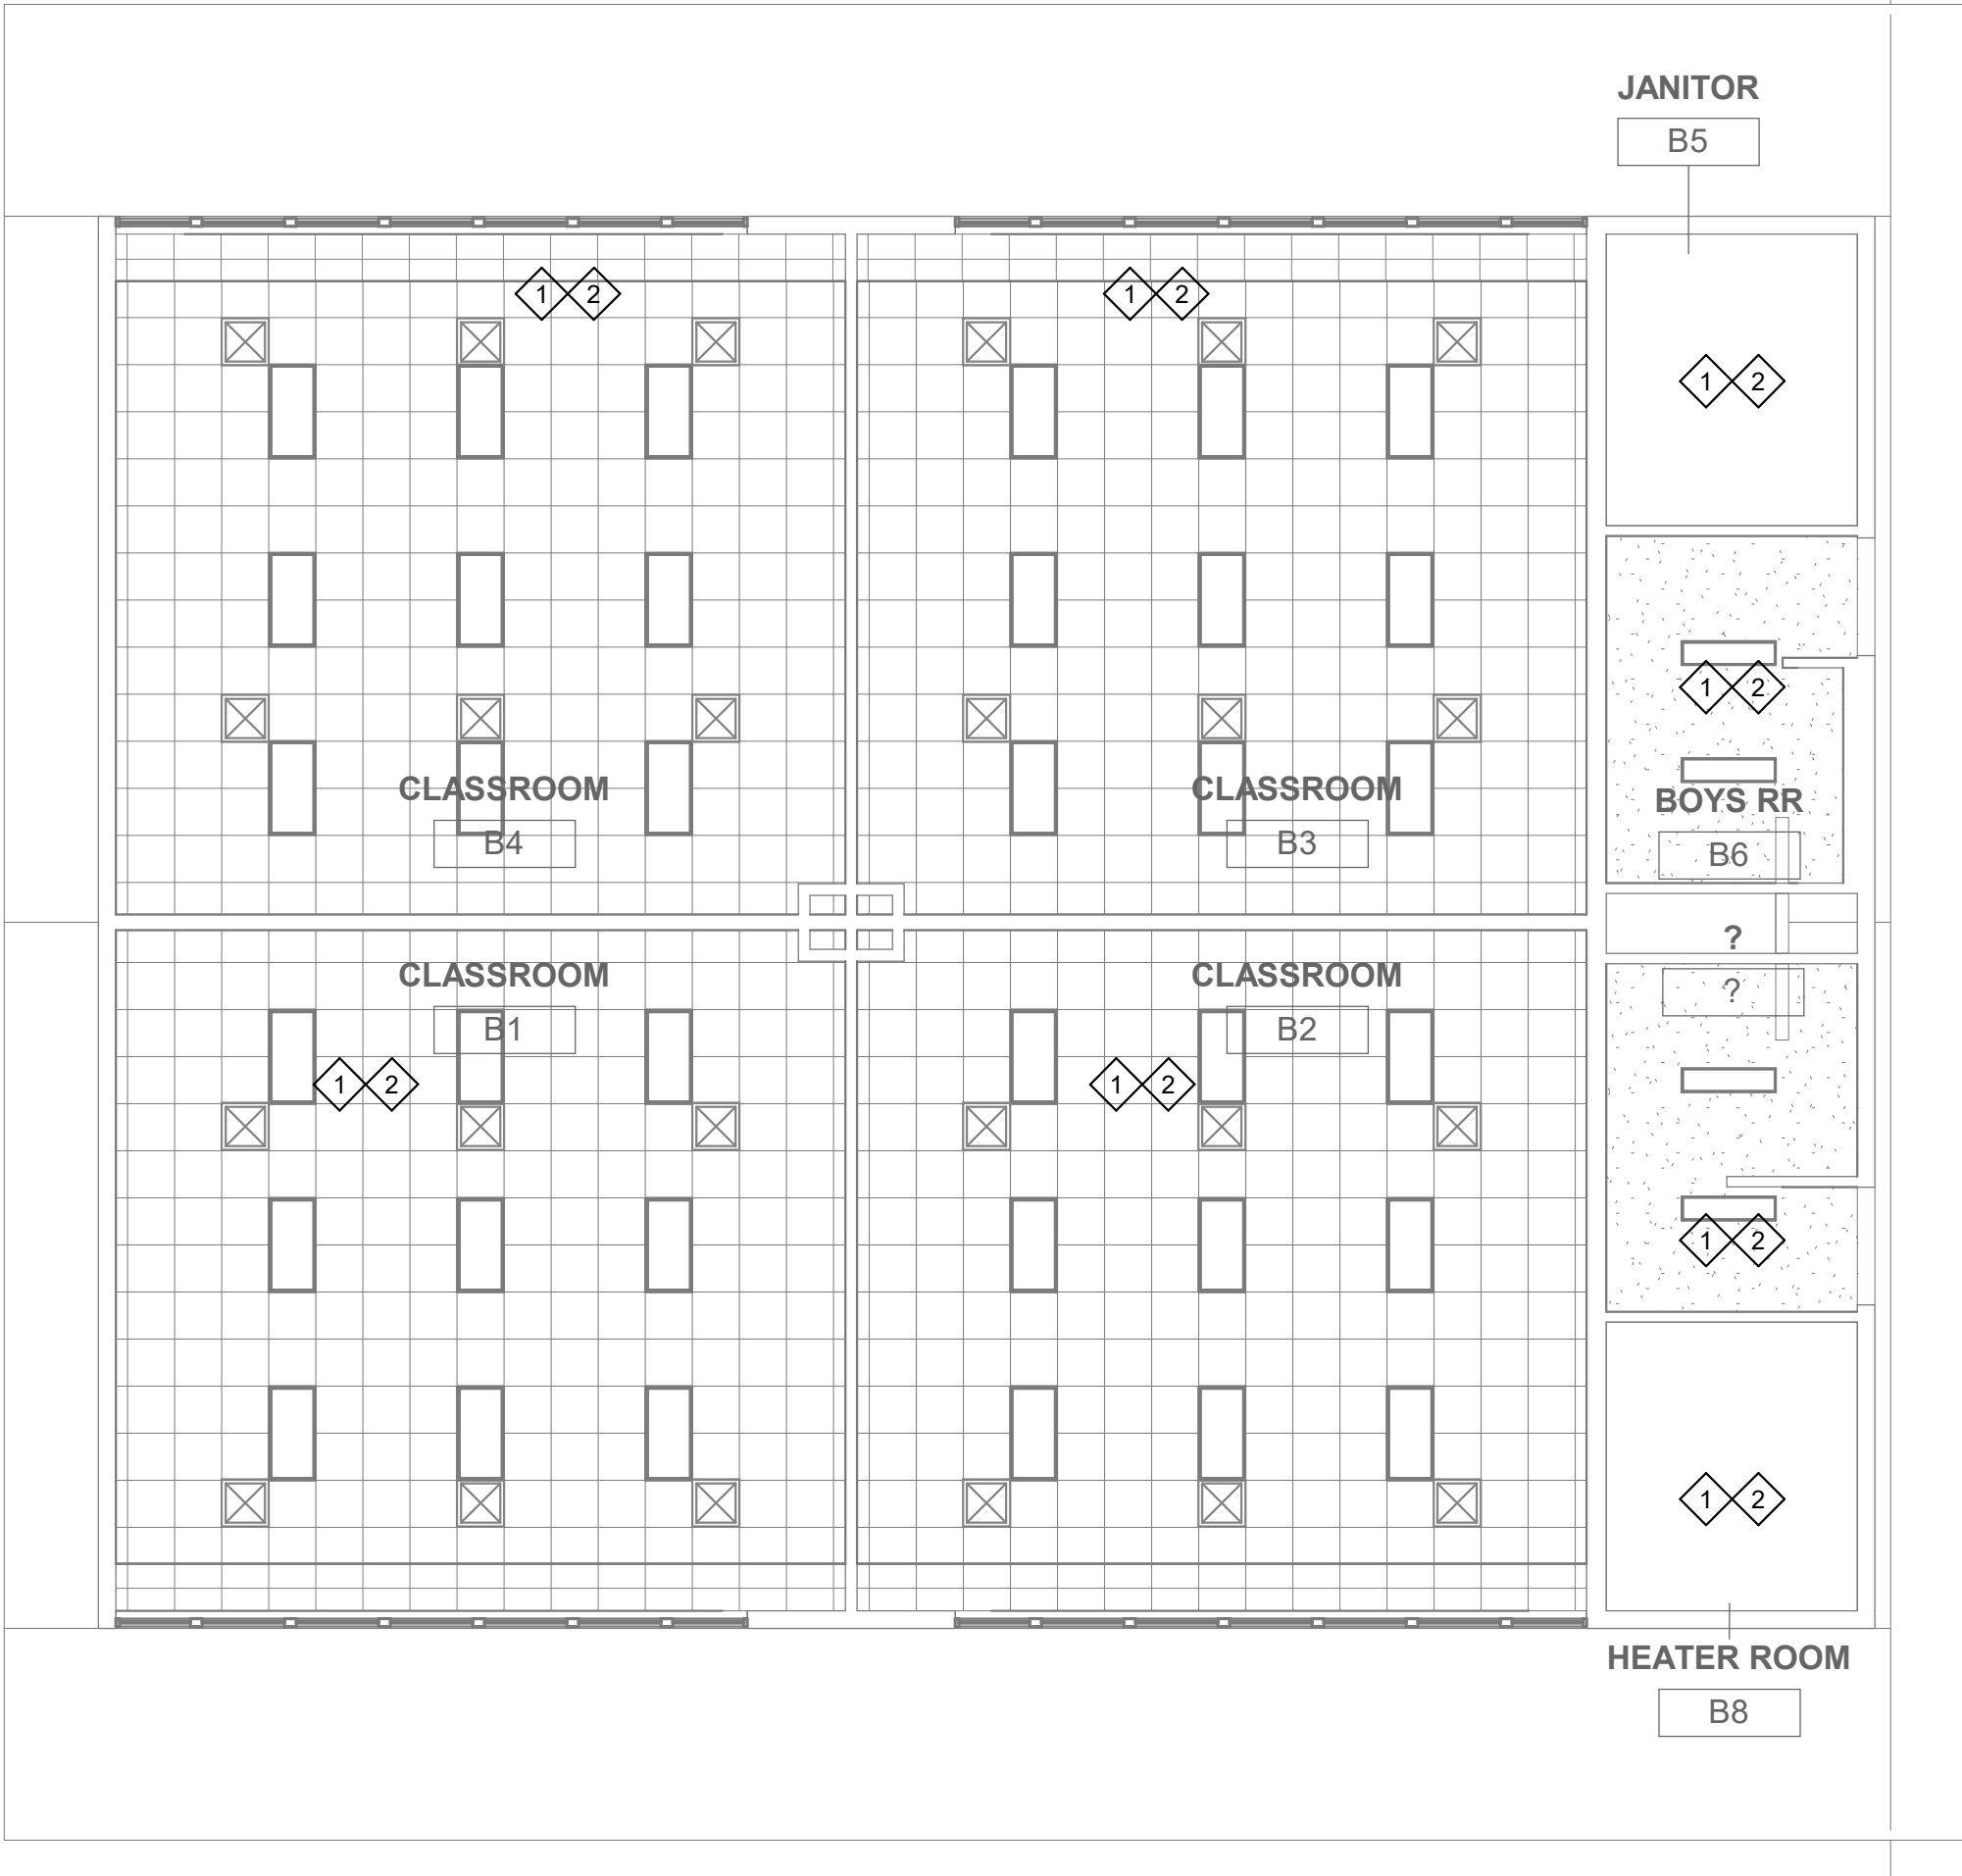 JANITOR
B5
1 2
1 2
1 2
1 2
CLASSROOM
B4
CLASSROOM
B3
BOYS RR
B6
?
?
CLASSROOM
B1
CLASSROOM
B2
1 2
1 2
1 2
1 2
HEATER ROOM
B8